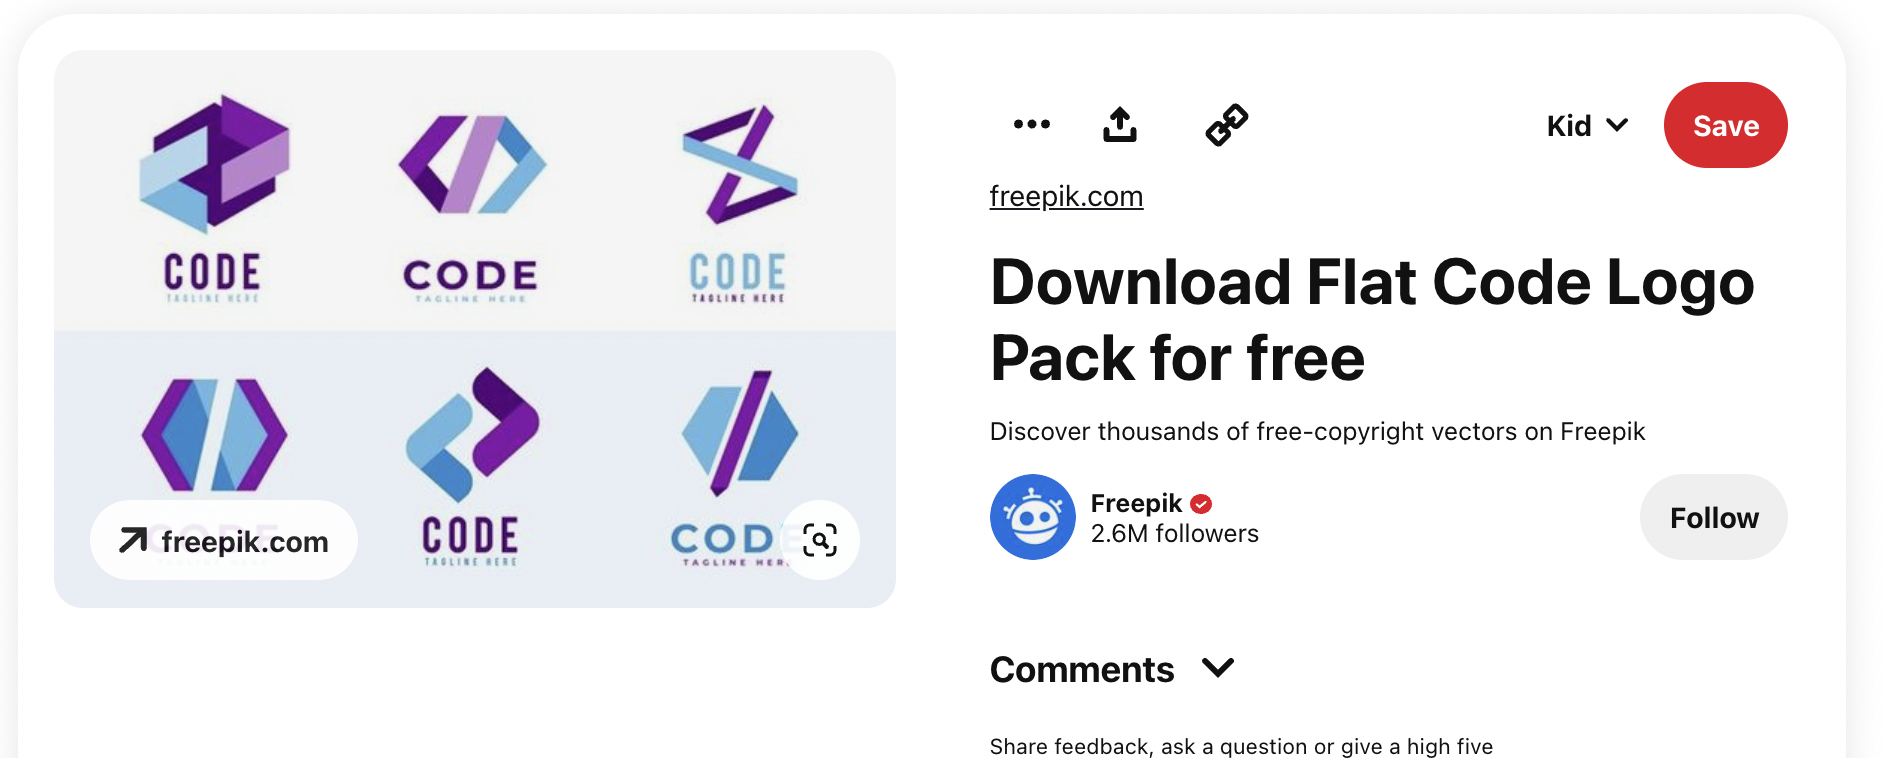 CODE
TAGLINE HERE
CODE
TAGLINE HERE
CODE
TAGLINE HERE
freepik.com
CODE
TAGLINE HERE
COD
TAGLINE HER
Kid
Save
freepik.com
Download Flat Code Logo
Pack for free
Discover thousands of free-copyright vectors on Freepik
Freepik
2.6M followers
Follow
Comments
Share feedback, ask a question or give a high five